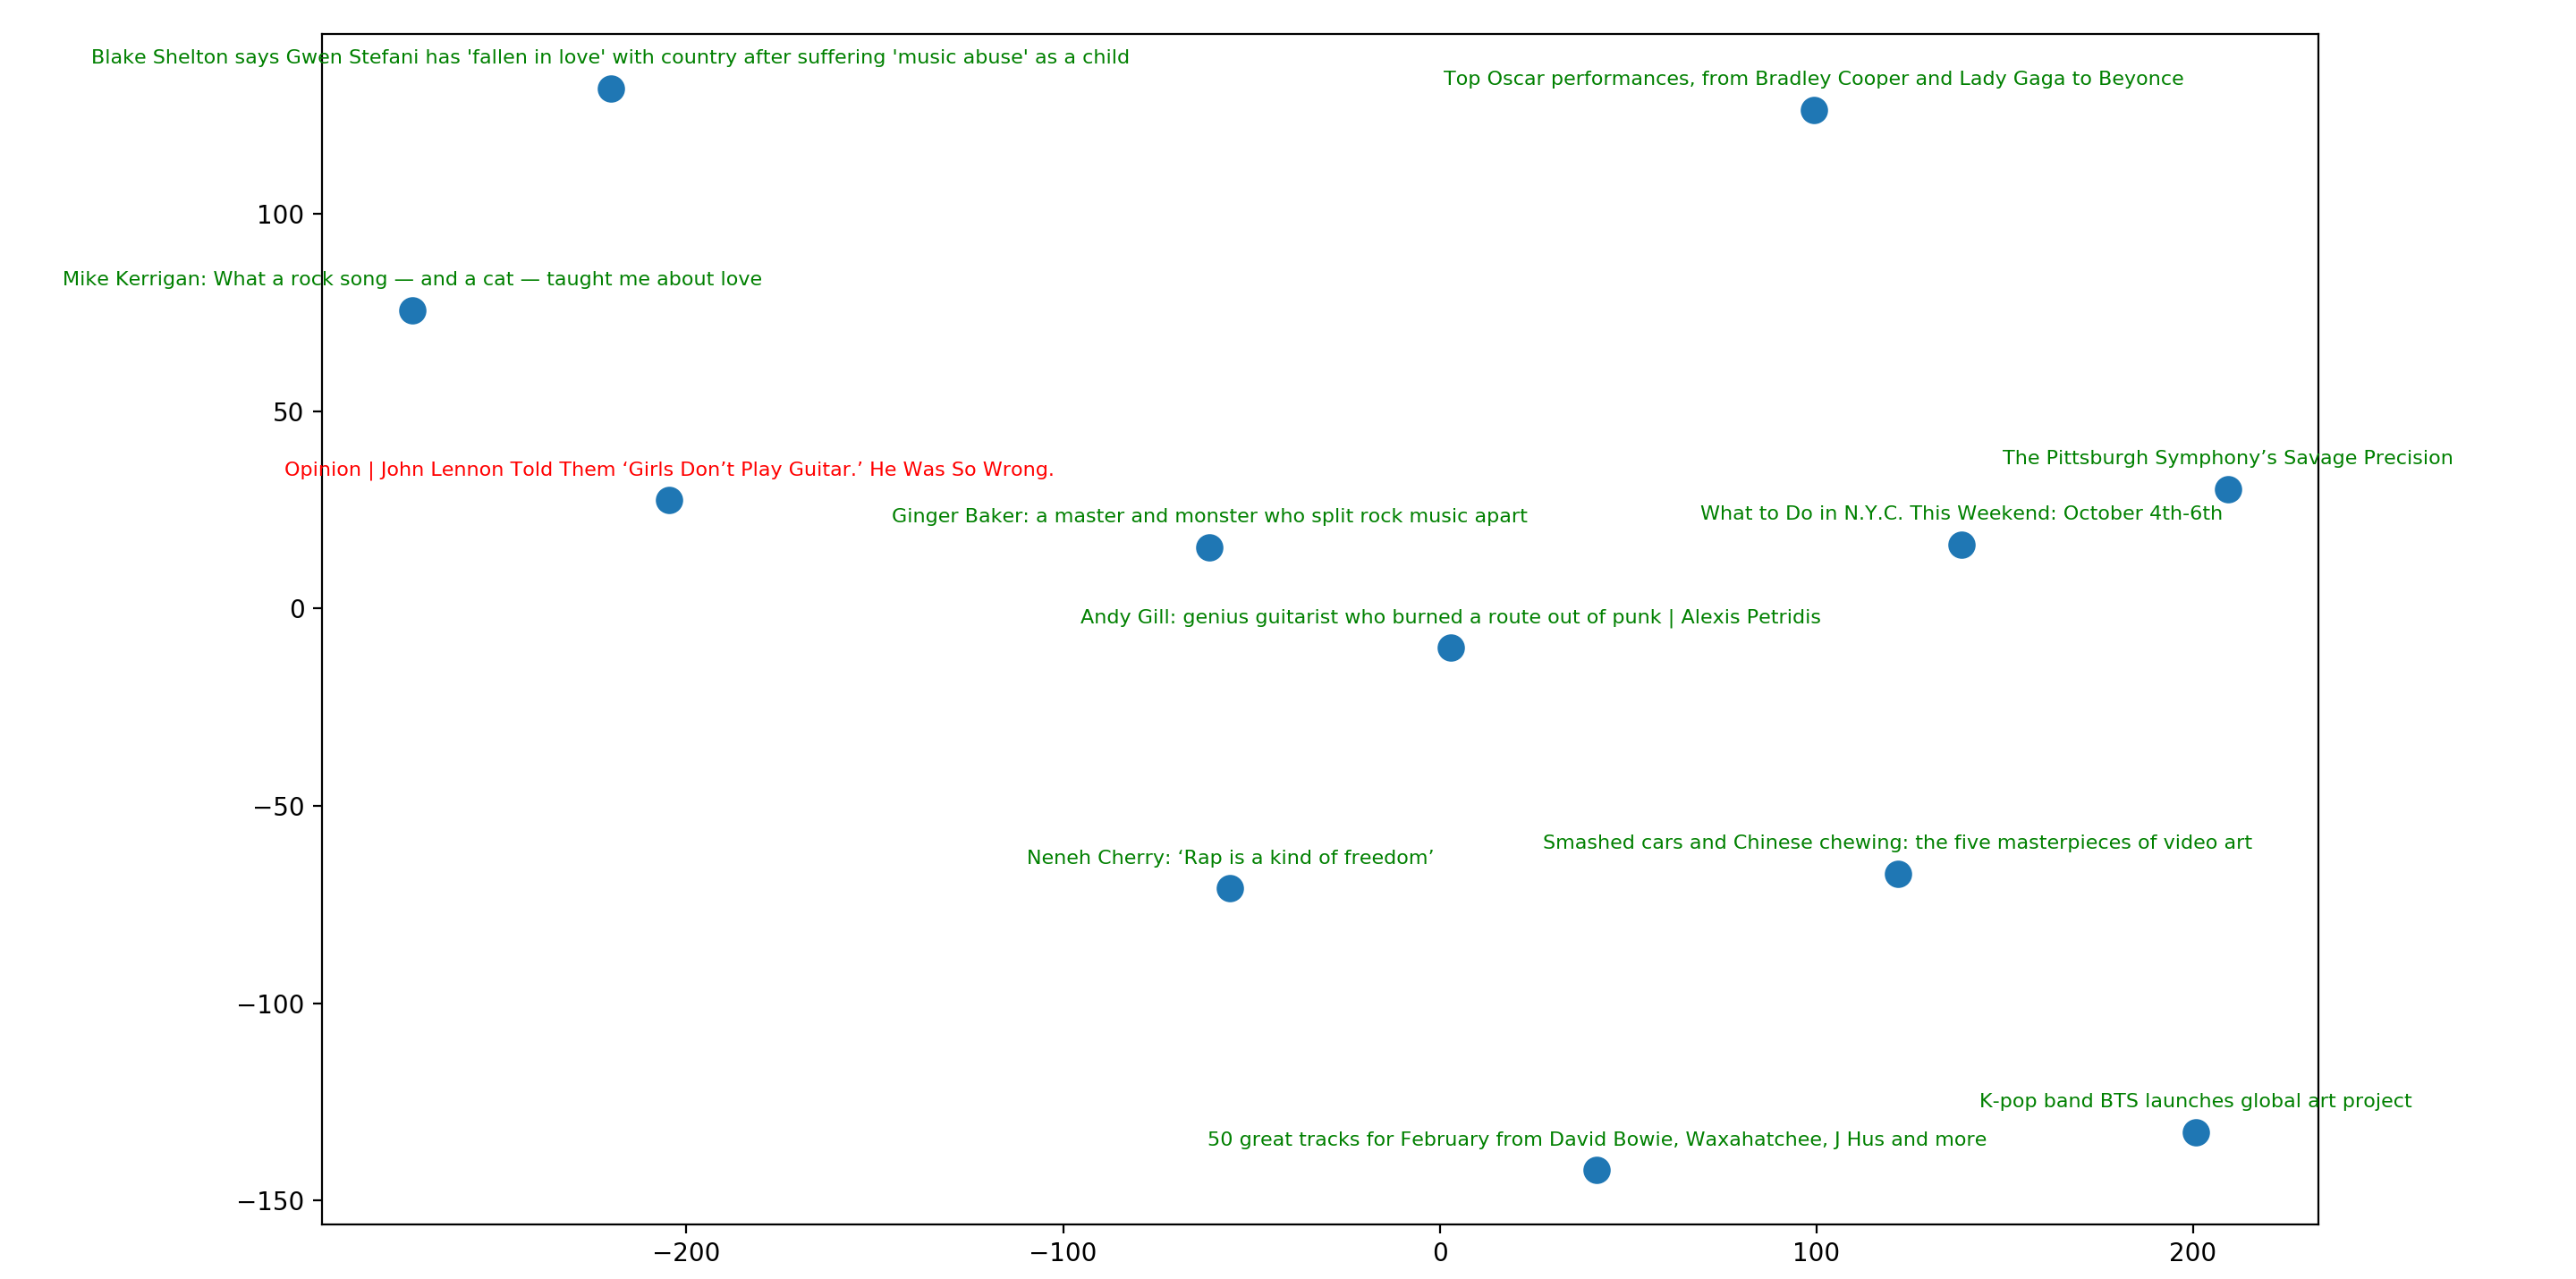 Blake Shelton says Gwen Stefani has 'fallen in love' with country after suffering 'music abuse' as a child
Top Oscar performances, from Bradley Cooper and Lady Gaga to Beyonce
100
Mike Kerrigan: What a rock song — and a cat — taught me about love
50
The Pittsburgh Symphony’s Savage Precision
Opinion | John Lennon Told Them ‘Girls Don’t Play Guitar.’ He Was So Wrong.
Ginger Baker: a master and monster who split rock music apart
What to Do in N.Y.C. This Weekend: October 4th-6th
0
Andy Gill: genius guitarist who burned a route out of punk | Alexis Petridis
−50
Smashed cars and Chinese chewing: the five masterpieces of video art
Neneh Cherry: ‘Rap is a kind of freedom’
−100
K-pop band BTS launches global art project
50 great tracks for February from David Bowie, Waxahatchee, J Hus and more
−150
−200 −100 0 100 200